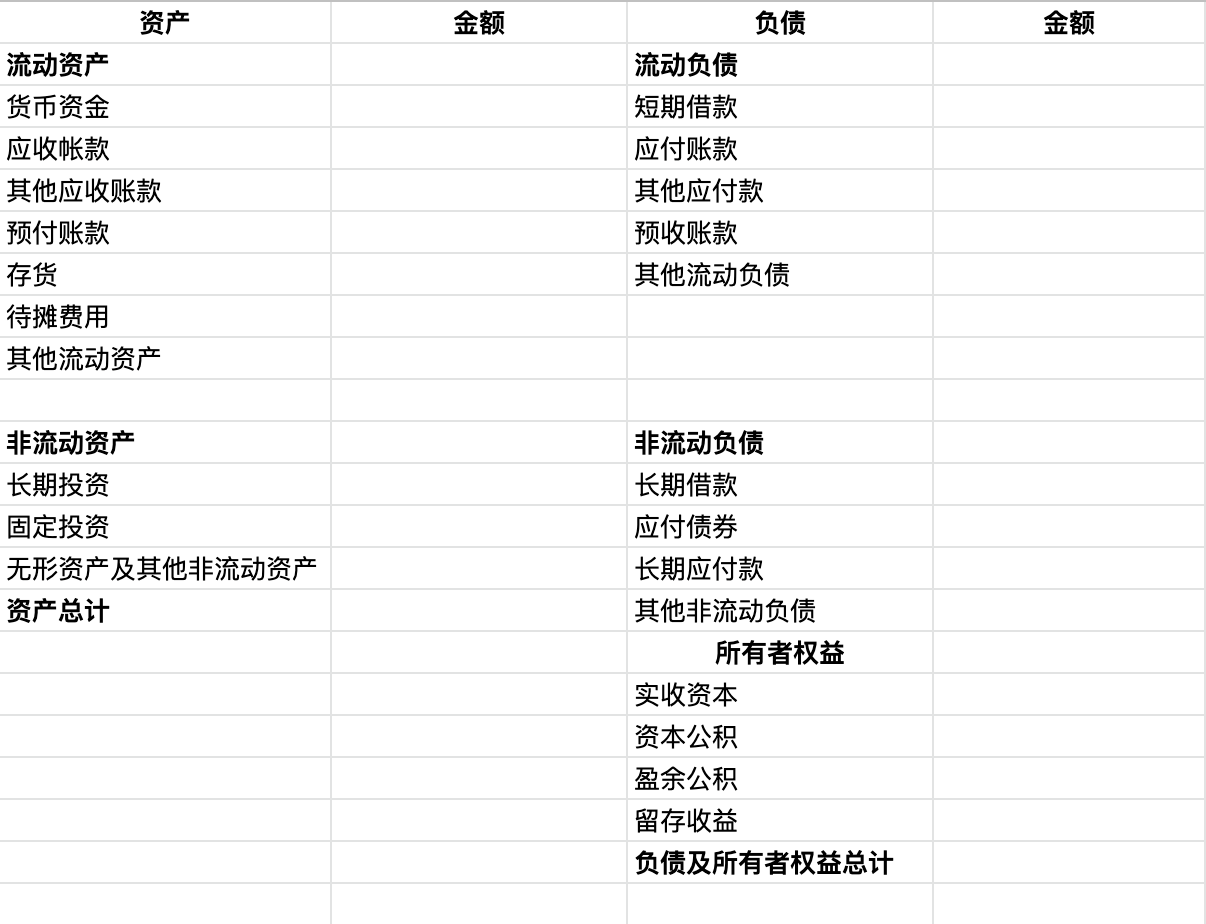 资产 金额 负债 金额
流动资产 流动负债
货币资金 短期借款
应收帐款 应付账款
其他应收账款 其他应付款
预付账款 预收账款
存货 其他流动负债
待摊费用
其他流动资产
非流动资产 非流动负债
长期投资 长期借款
固定投资 应付债券
无形资产及其他非流动资产 长期应付款
资产总计 其他非流动负债
所有者权益
实收资本
资本公积
盈余公积
留存收益
负债及所有者权益总计